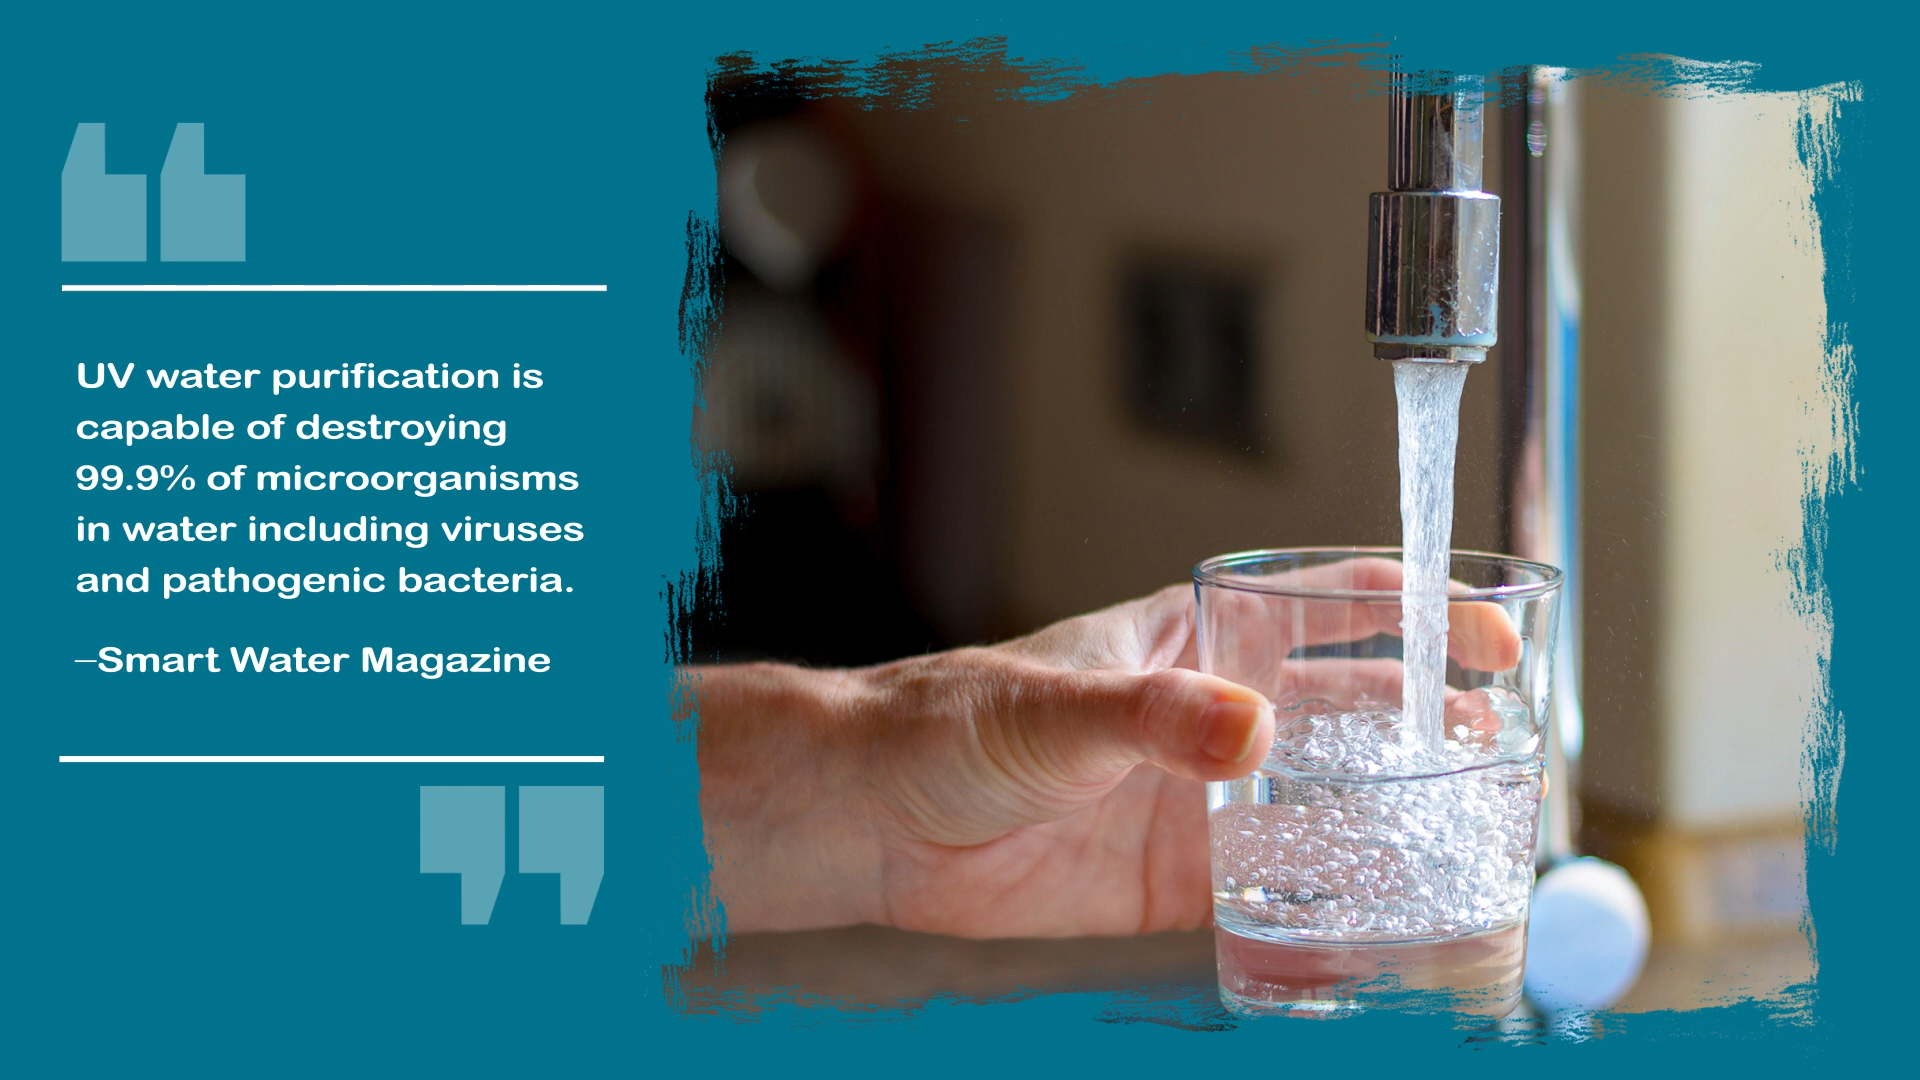 UV water purification is
capable of destroying
99.9% of microorganisms
in water including viruses
and pathogenic bacteria.
–Smart Water Magazine